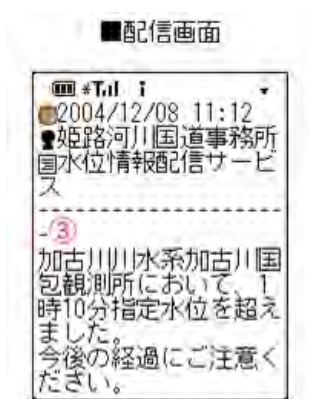 ■配信画面
2004/12/08 11:12
姫路河川国道事務所
国水位情報配信サービ
ス
-③
加古川川水系加古川国
包観測所において、1
時10分指定水位を超え
ました。
今後の経過にご注意く
ださい。